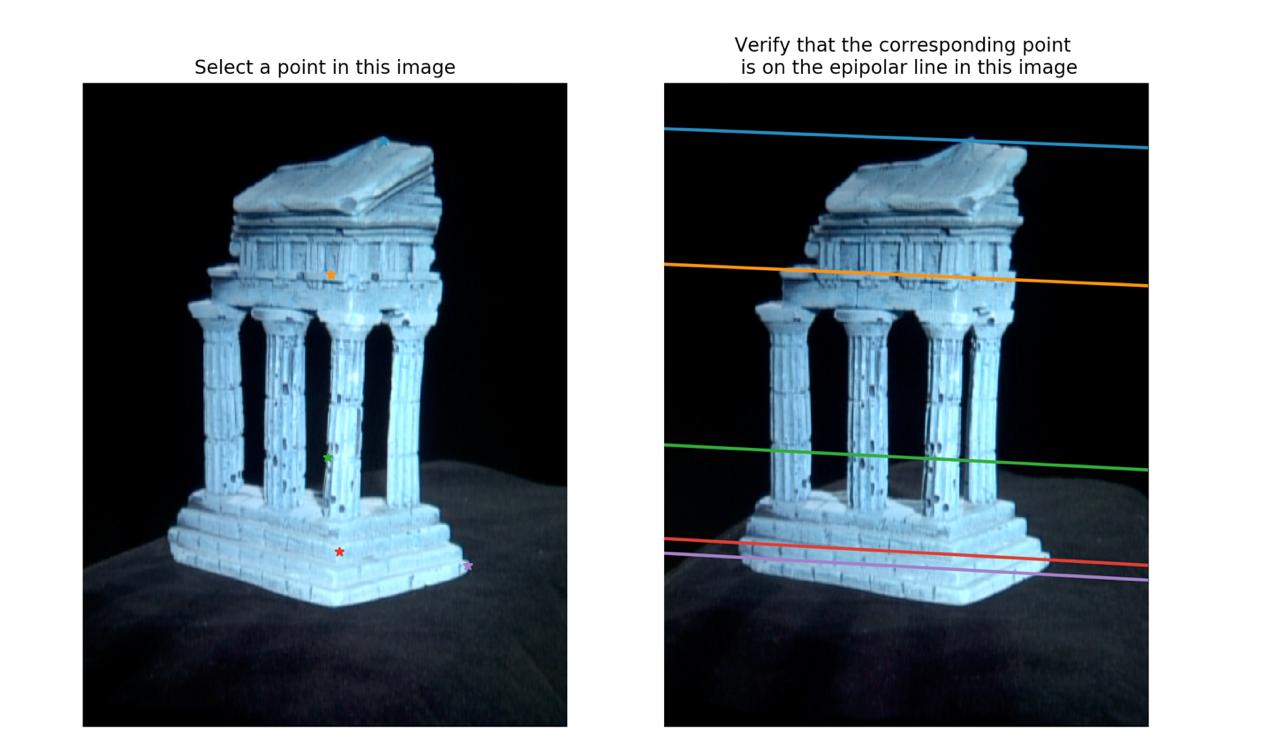 Select a point in this image
Verify that the corresponding point
is on the epipolar line in this image